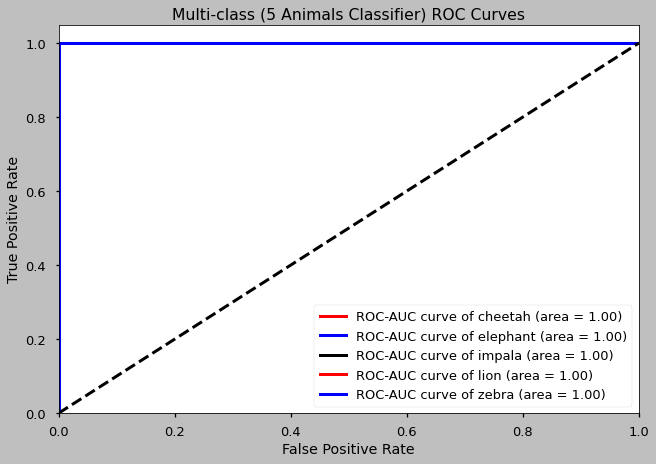 Multi-class (5 Animals Classifier) ROC Curves
True Positive Rate
1.0
0.8
0.6
0.4
0.2
0.0
ROC-AUC curve of cheetah (area = 1.00)
ROC-AUC curve of elephant (area = 1.00)
ROC-AUC curve of impala (area = 1.00)
ROC-AUC curve of lion (area = 1.00)
ROC-AUC curve of zebra (area = 1.00)
0.0 0.2 0.4 0.6 0.8 1.0
False Positive Rate